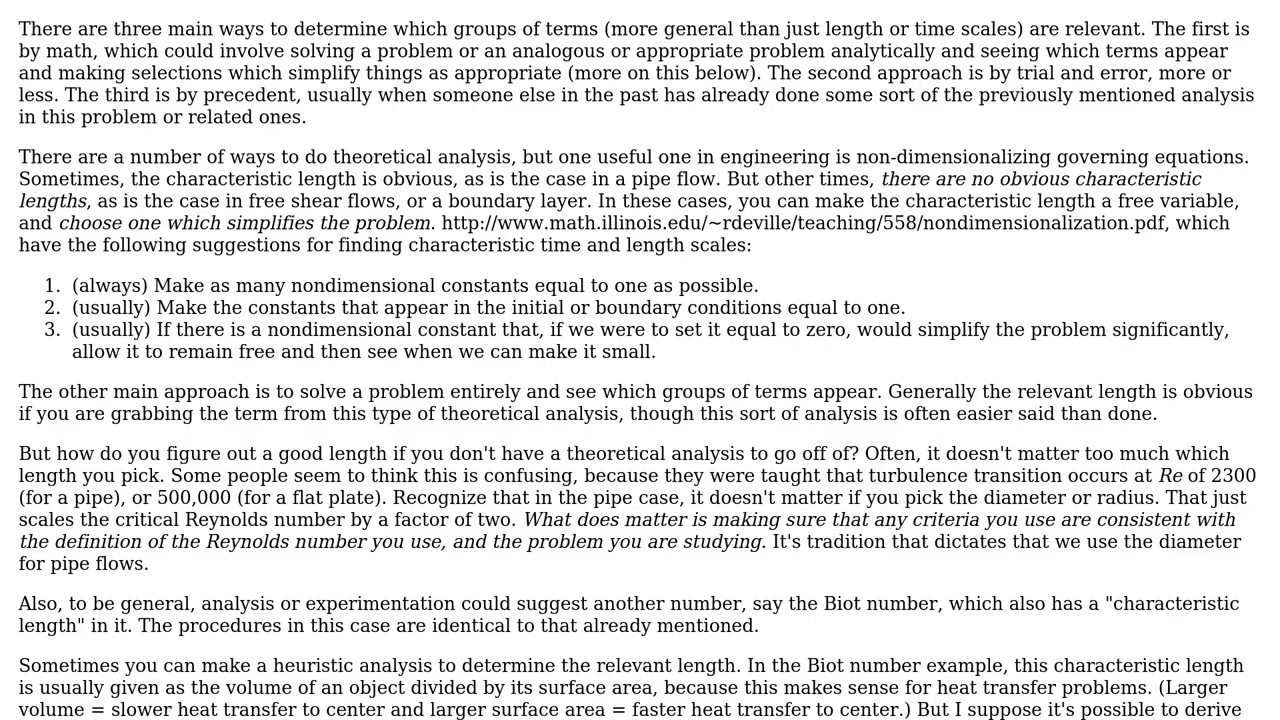 There are three main ways to determine which groups of terms (more general than just length or time scales) are relevant. The first is
by math, which could involve solving a problem or an analogous or appropriate problem analytically and seeing which terms appear
and making selections which simplify things as appropriate (more on this below). The second approach is by trial and error, more or
less. The third is by precedent, usually when someone else in the past has already done some sort of the previously mentioned analysis
in this problem or related ones.
There are a number of ways to do theoretical analysis, but one useful one in engineering is non-dimensionalizing governing equations.
Sometimes, the characteristic length is obvious, as is the case in a pipe flow. But other times, there are no obvious characteristic
lengths, as is the case in free shear flows, or a boundary layer. In these cases, you can make the characteristic length a free variable,
and choose one which simplifies the problem. http://www.math.illinois.edu/~rdeville/teaching/558/nondimensionalization.pdf, which
have the following suggestions for finding characteristic time and length scales:
1. (always) Make as many nondimensional constants equal to one as possible.
2. (usually) Make the constants that appear in the initial or boundary conditions equal to one.
3. (usually) If there is a nondimensional constant that, if we were to set it equal to zero, would simplify the problem significantly,
allow it to remain free and then see when we can make it small.
The other main approach is to solve a problem entirely and see which groups of terms appear. Generally the relevant length is obvious
if you are grabbing the term from this type of theoretical analysis, though this sort of analysis is often easier said than done.
But how do you figure out a good length if you don't have a theoretical analysis to go off of? Often, it doesn't matter too much which
length you pick. Some people seem to think this is confusing, because they were taught that turbulence transition occurs at Re of 2300
(for a pipe), or 500,000 (for a flat plate). Recognize that in the pipe case, it doesn't matter if you pick the diameter or radius. That just
scales the critical Reynolds number by a factor of two. What does matter is making sure that any criteria you use are consistent with
the definition of the Reynolds number you use, and the problem you are studying. It's tradition that dictates that we use the diameter
for pipe flows.
Also, to be general, analysis or experimentation could suggest another number, say the Biot number, which also has a "characteristic
length" in it. The procedures in this case are identical to that already mentioned.
Sometimes you can make a heuristic analysis to determine the relevant length. In the Biot number example, this characteristic length
is usually given as the volume of an object divided by its surface area, because this makes sense for heat transfer problems. (Larger
volume = slower heat transfer to center and larger surface area = faster heat transfer to center.) But I suppose it's possible to derive